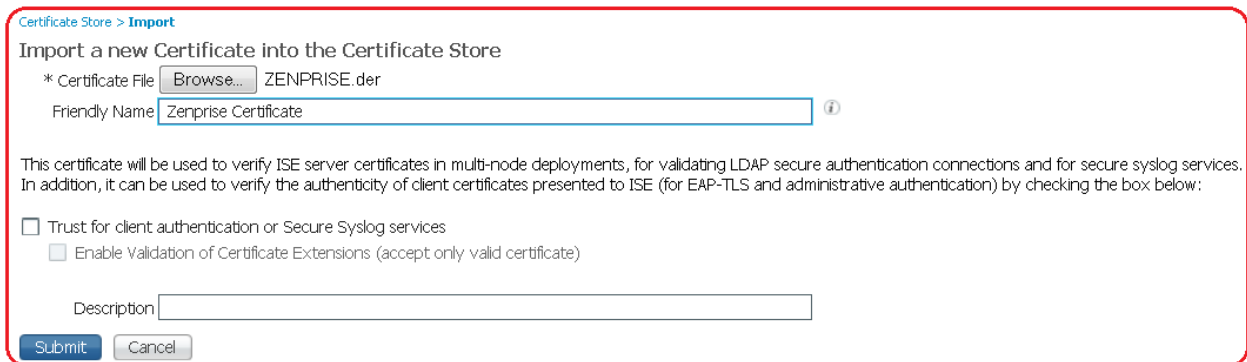 Certificate Store > Import
Import a new Certificate into the Certificate Store
* Certificate File Browse... ZENPRISE.der
Friendly Name Zenprise Certificate
This certificate will be used to verify ISE server certificates in multi-node deployments, for validating LDAP secure authentication connections and for secure syslog services.
In addition, it can be used to verify the authenticity of client certificates presented to ISE (for EAP-TLS and administrative authentication) by checking the box below:
Trust for client authentication or Secure Syslog services
Enable Validation of Certificate Extensions (accept only valid certificate)
Description
Submit Cancel